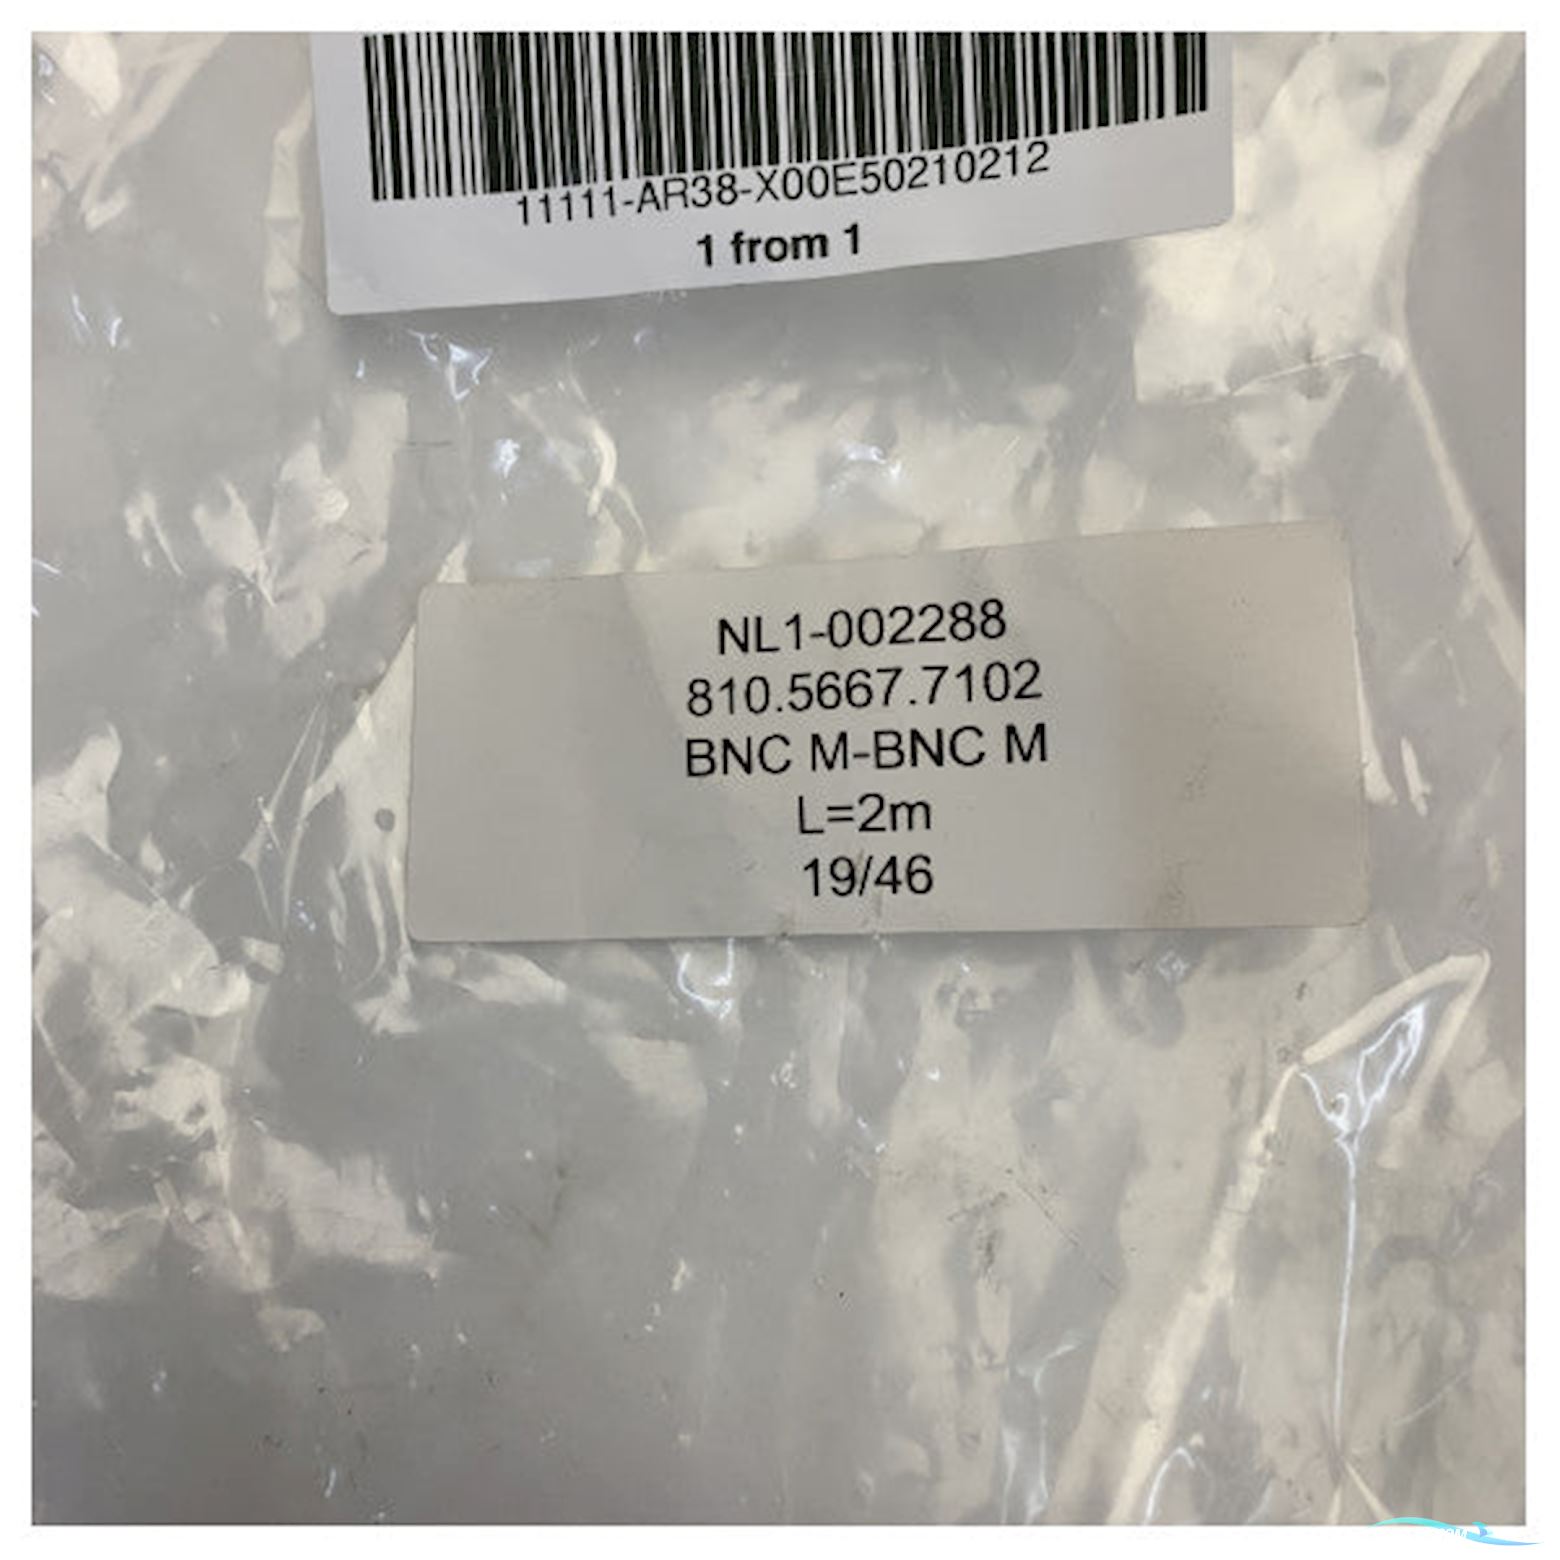 11111-AR38-X00E50210212
1 from 1
NL1-002288
810.5667.7102
BNC M-BNC M
L=2m
19/46